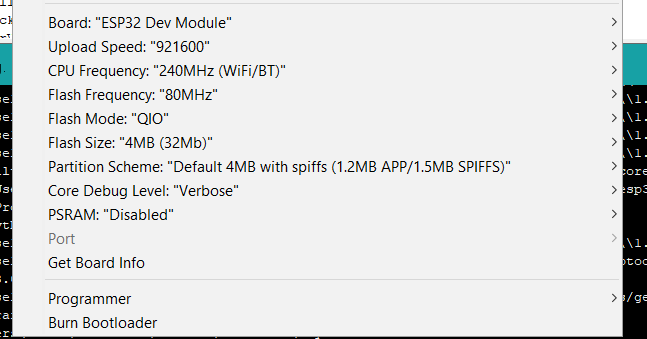 Board: "ESP32 Dev Module"
Upload Speed: "921600"
CPU Frequency: "240MHz (WiFi/BT)"
Flash Frequency: "80MHz"
Flash Mode: "QIO"
Flash Size: "4MB (32Mb)"
Partition Scheme: "Default 4MB with spiffs (1.2MB APP/1.5MB SPIFFS)"
Core Debug Level: "Verbose"
PSRAM: "Disabled"
Port
Get Board Info
Programmer
Burn Bootloader